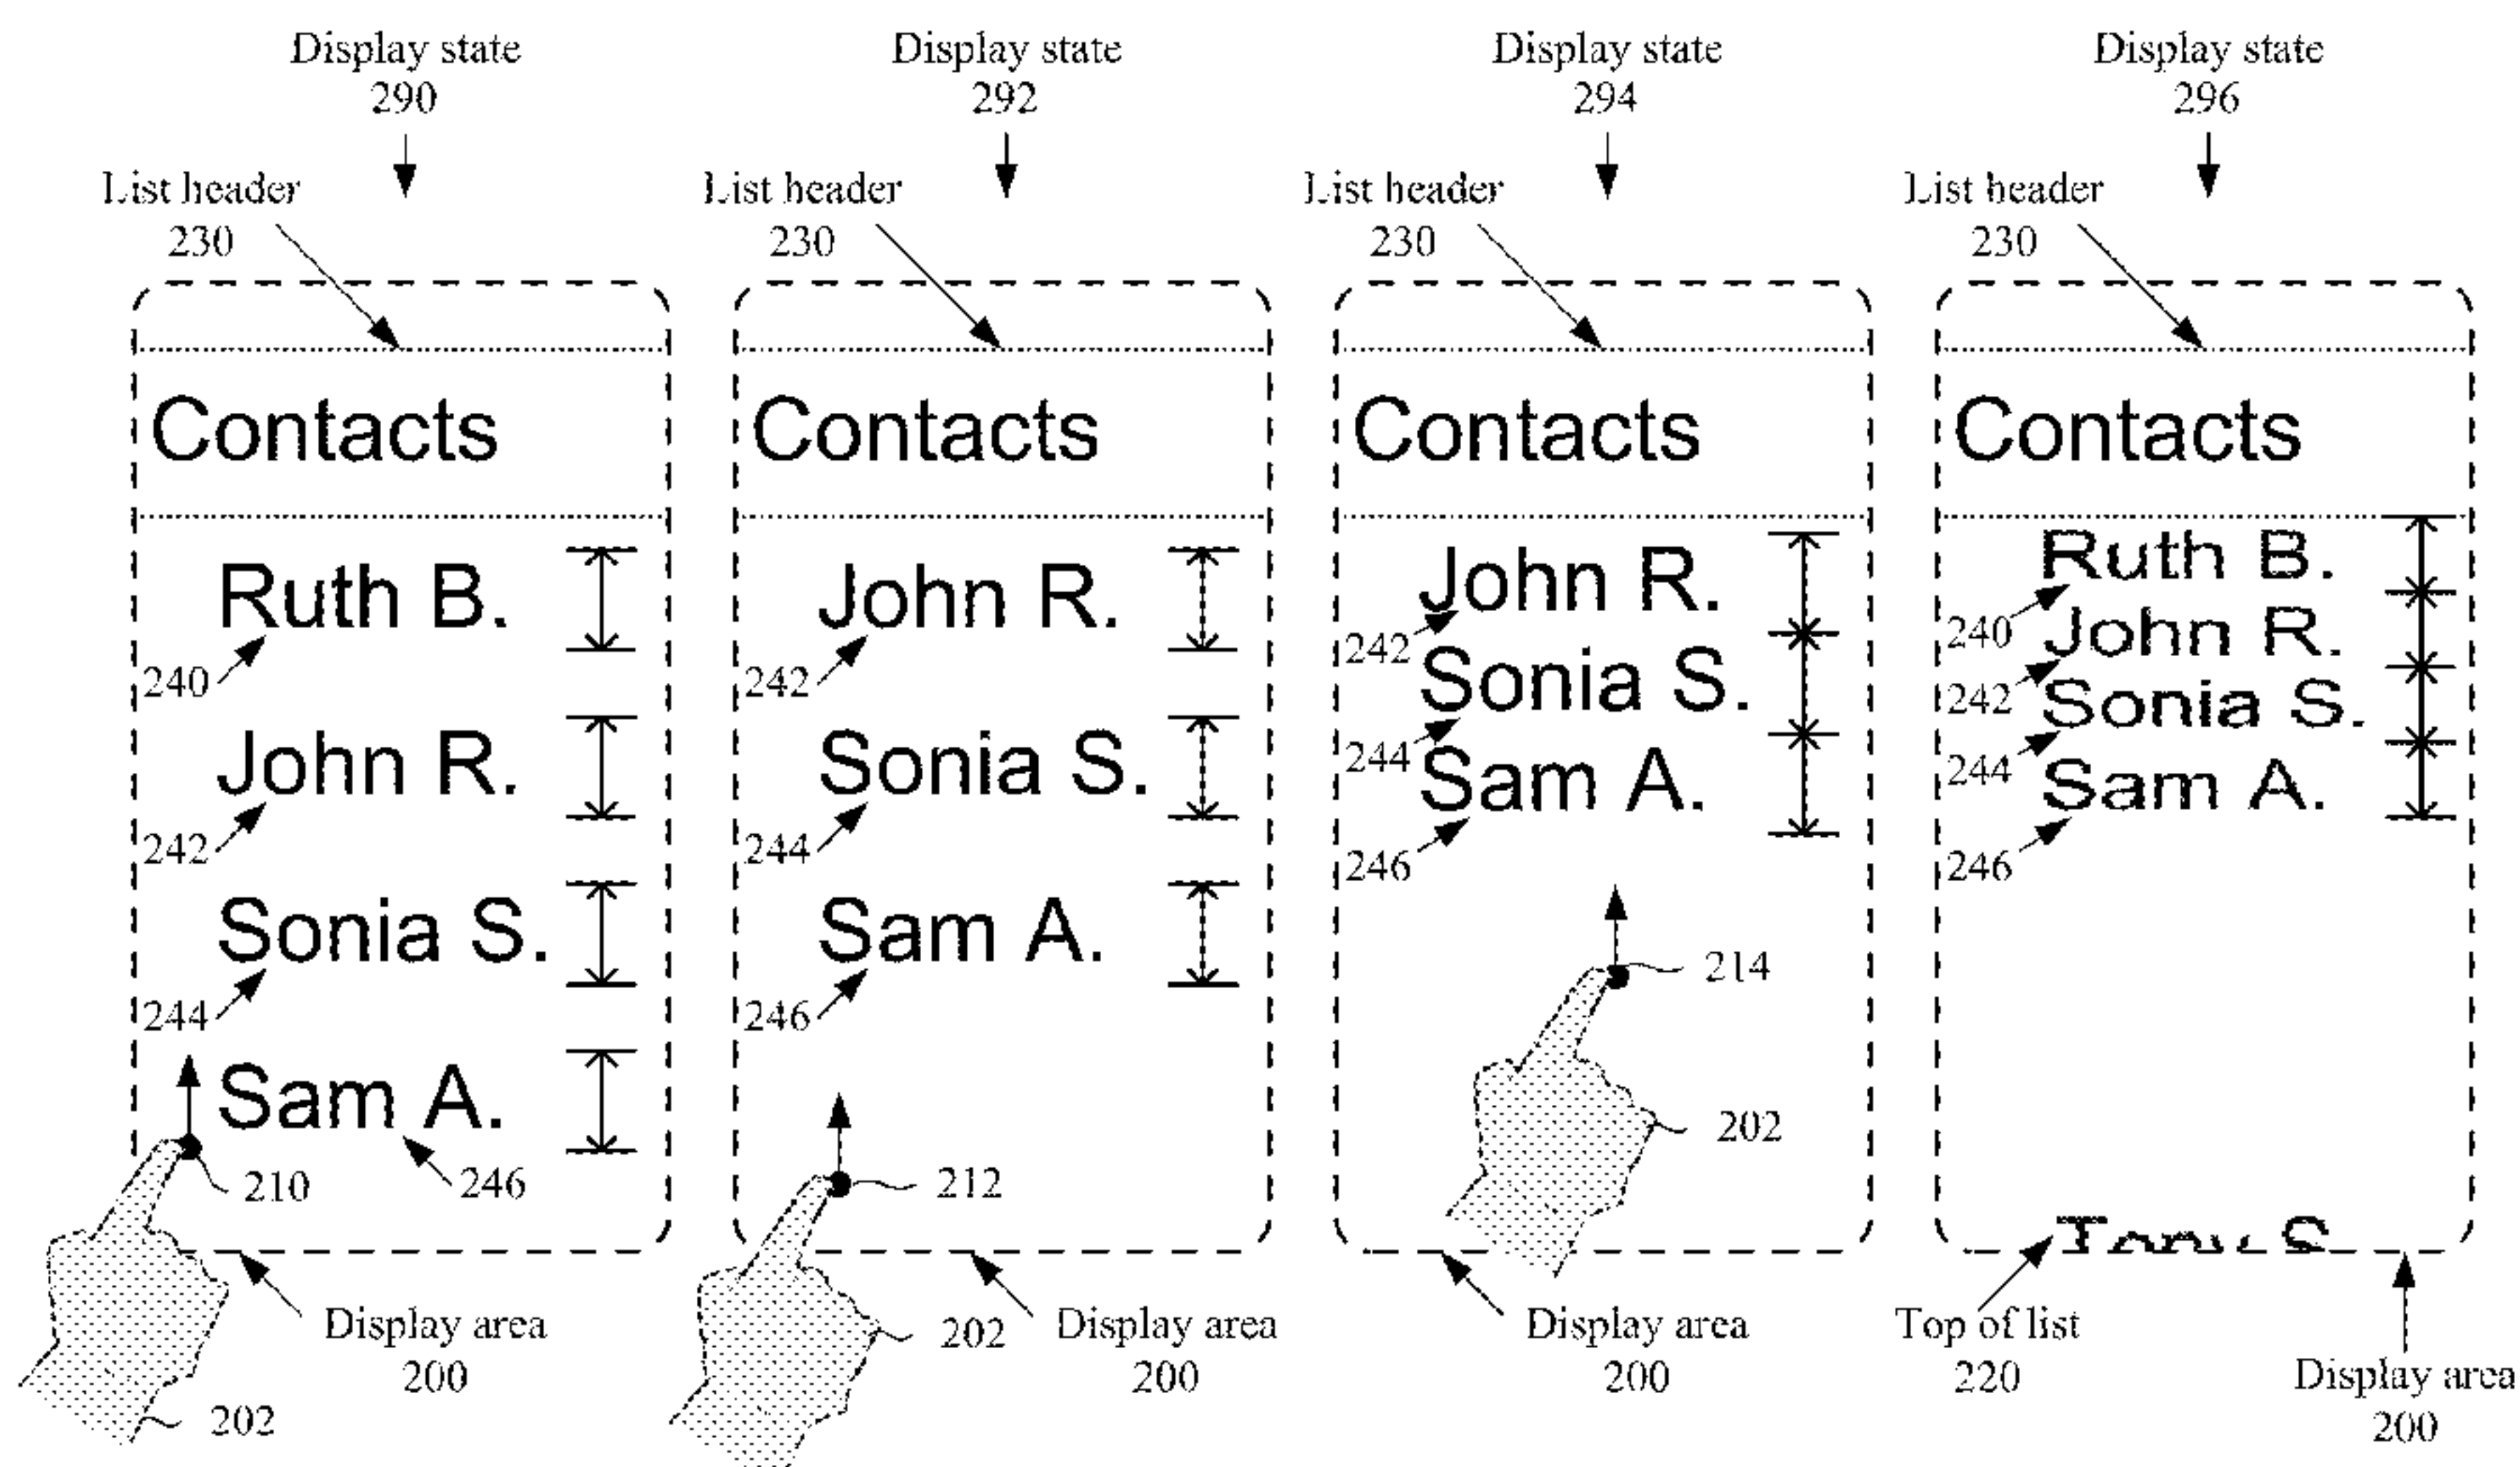 Display state
290
List header
230
Contacts
Ruth B.
240
John R.
242
Sonia S.
244
Sam A.
210
246
Display area
200
202
Display state
292
List header
230
Contacts
John R.
242
Sonia S.
244
Sam A.
246
212
202
Display area
200
Display state
294
List header
230
Contacts
John R.
242
Sonia S.
244
Sam A.
246
214
202
Display area
200
Display state
296
List header
230
Contacts
Ruth B.
240
John R.
242
Sonia S.
244
Sam A.
246
Top of list
220
Display area
200